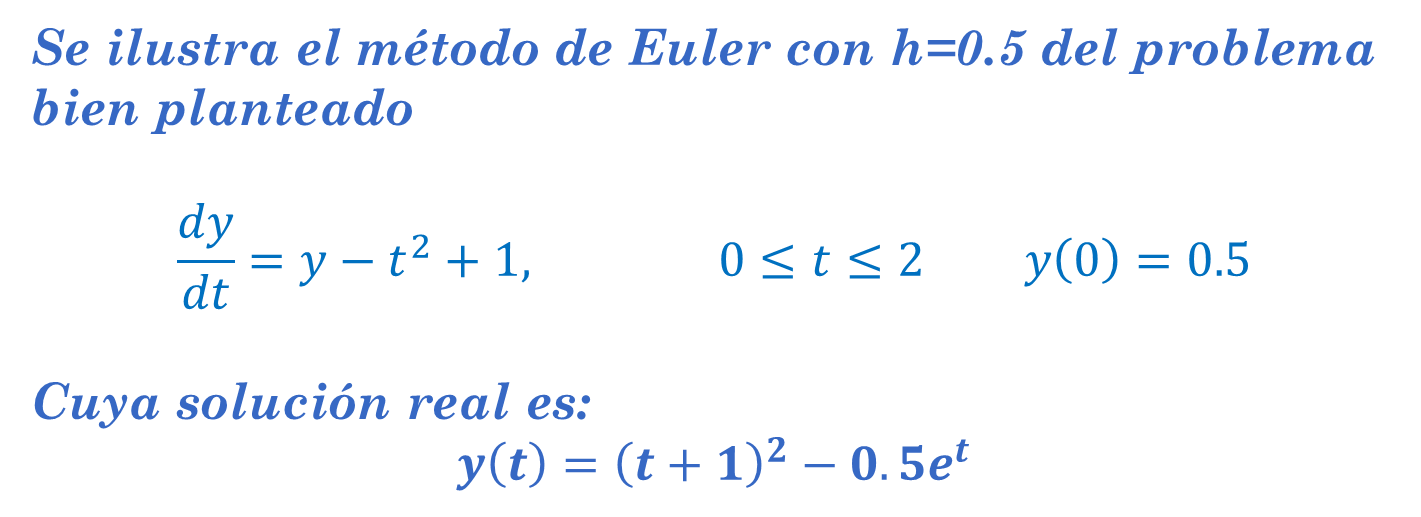 Se ilustra el método de Euler con h=0.5 del problema
bien planteado
dy/dt = y − t² + 1, 0 ≤ t ≤ 2 y(0) = 0.5
Cuya solución real es:
y(t) = (t + 1)² − 0.5eᵗ